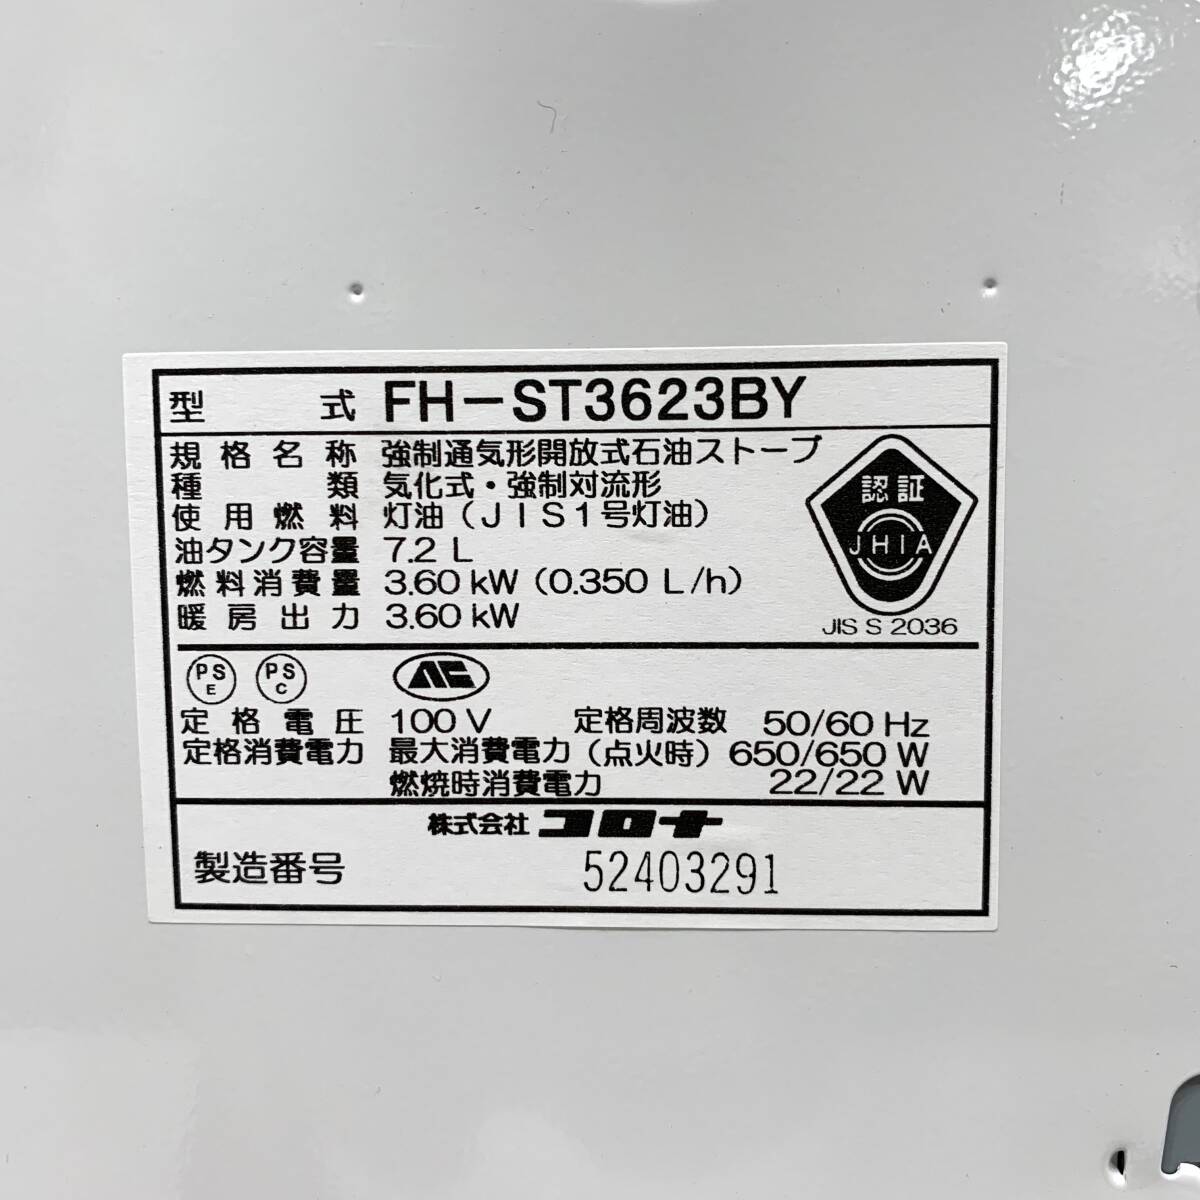 型式 FH-ST3623BY
規格名称 強制通気形開放式石油ストーブ
種類 気化式・強制対流形
使用燃料 灯油(JIS1号灯油)
油タンク容量 7.2 L
燃料消費量 3.60 kW (0.350 L/h)
暖房出力 3.60 kW
認証
JHIA
JIS S 2036
PS E PS C
定格電圧 100 V 定格周波数 50/60 Hz
定格消費電力 最大消費電力(点火時) 650/650 W
燃焼時消費電力 22/22 W
株式会社 コロナ
製造番号 52403291